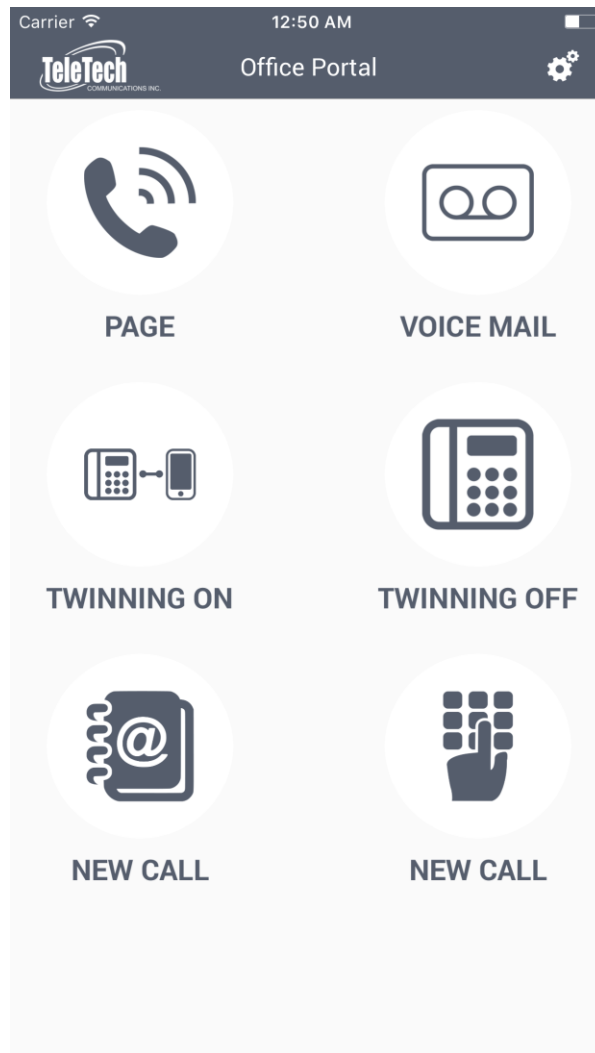 Carrier 12:50 AM
TeleTech
COMMUNICATIONS INC.
Office Portal
PAGE VOICE MAIL
TWINNING ON TWINNING OFF
@
NEW CALL NEW CALL